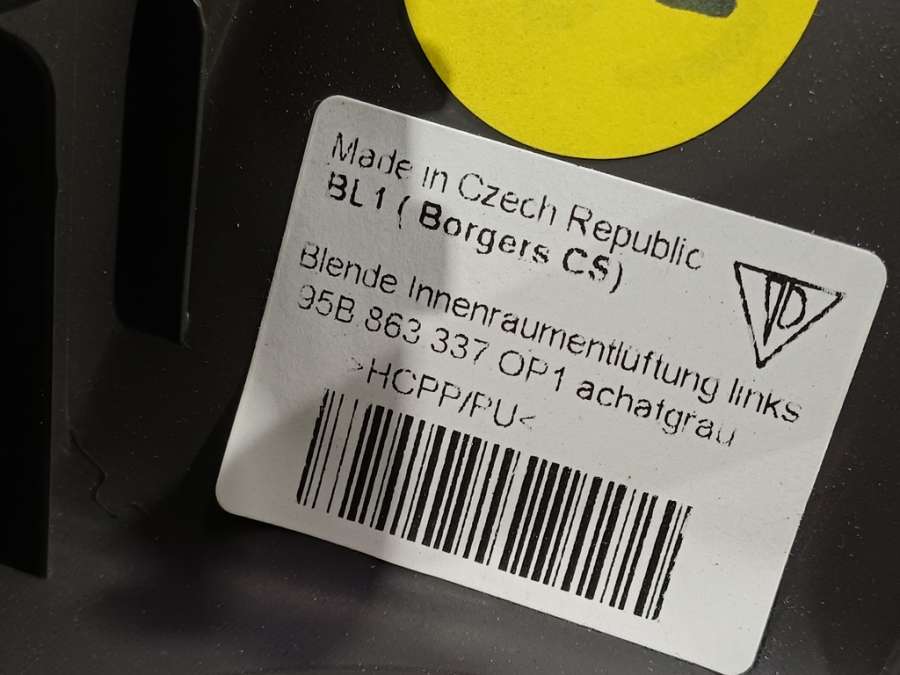 Made in Czech Republic
BL1 ( Borgers CS)
Blende Innenraumentlüftung links
95B 863 337 OP1 achatgrau
>HCPP/PU<